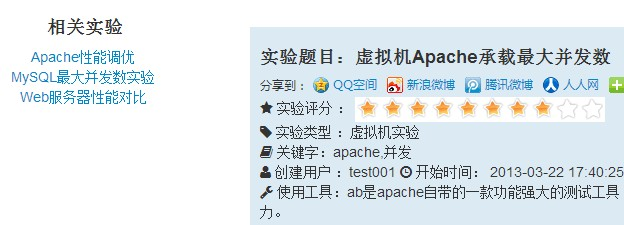 相关实验
Apache性能调优
MySQL最大并发数实验
Web服务器性能对比
实验题目：虚拟机Apache承载最大并发数
分享到： QQ空间 新浪微博 腾讯微博 人人网
实验评分：
实验类型 ：虚拟机实验
关键字：apache,并发
创建用户 ：test001 开始时间： 2013-03-22 17:40:25
使用工具：ab是apache自带的一款功能强大的测试工具
力。